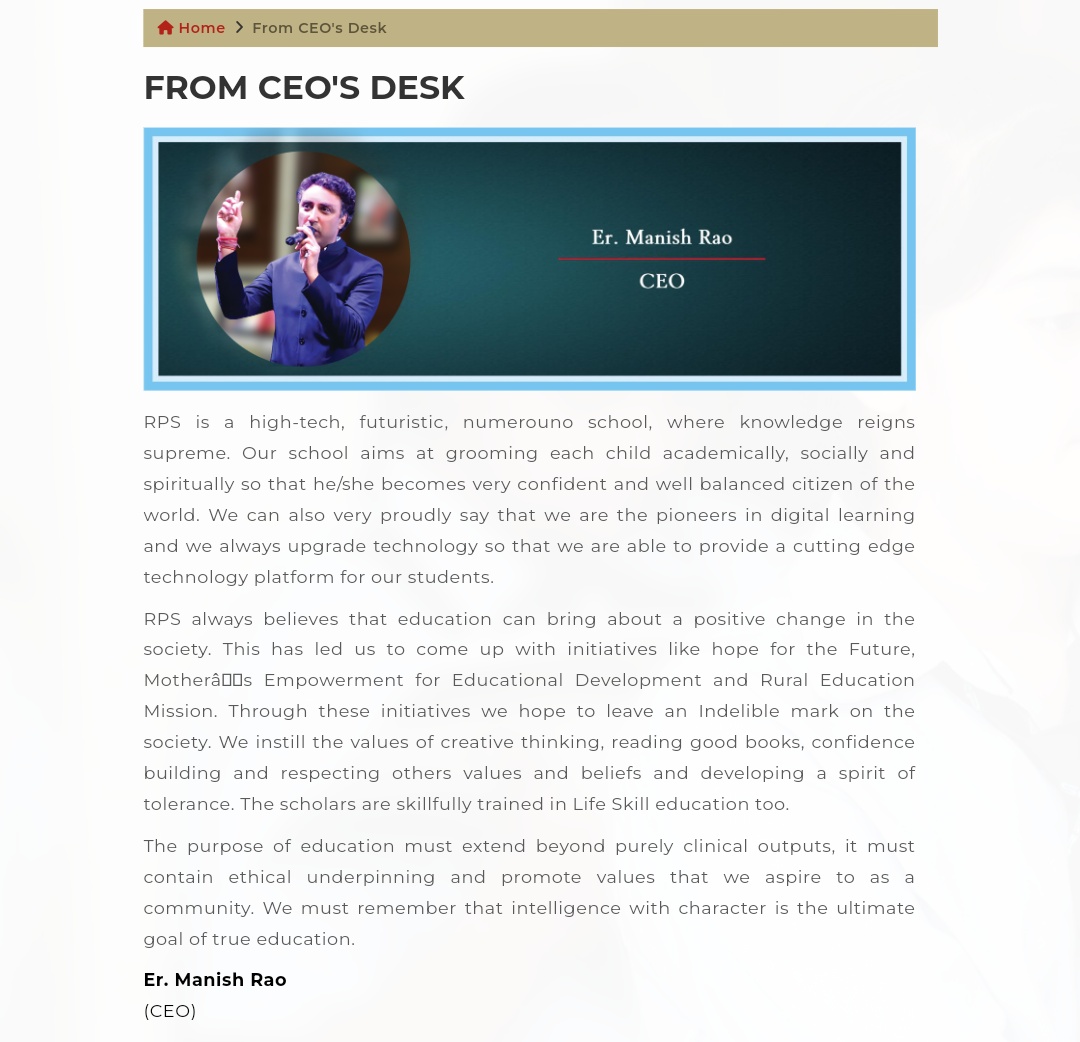 Home > From CEO's Desk
FROM CEO'S DESK
Er. Manish Rao
CEO
RPS is a high-tech, futuristic, numerouno school, where knowledge reigns
supreme. Our school aims at grooming each child academically, socially and
spiritually so that he/she becomes very confident and well balanced citizen of the
world. We can also very proudly say that we are the pioneers in digital learning
and we always upgrade technology so that we are able to provide a cutting edge
technology platform for our students.
RPS always believes that education can bring about a positive change in the
society. This has led us to come up with initiatives like hope for the Future,
Motherâ▯▯s Empowerment for Educational Development and Rural Education
Mission. Through these initiatives we hope to leave an Indelible mark on the
society. We instill the values of creative thinking, reading good books, confidence
building and respecting others values and beliefs and developing a spirit of
tolerance. The scholars are skillfully trained in Life Skill education too.
The purpose of education must extend beyond purely clinical outputs, it must
contain ethical underpinning and promote values that we aspire to as a
community. We must remember that intelligence with character is the ultimate
goal of true education.
Er. Manish Rao
(CEO)